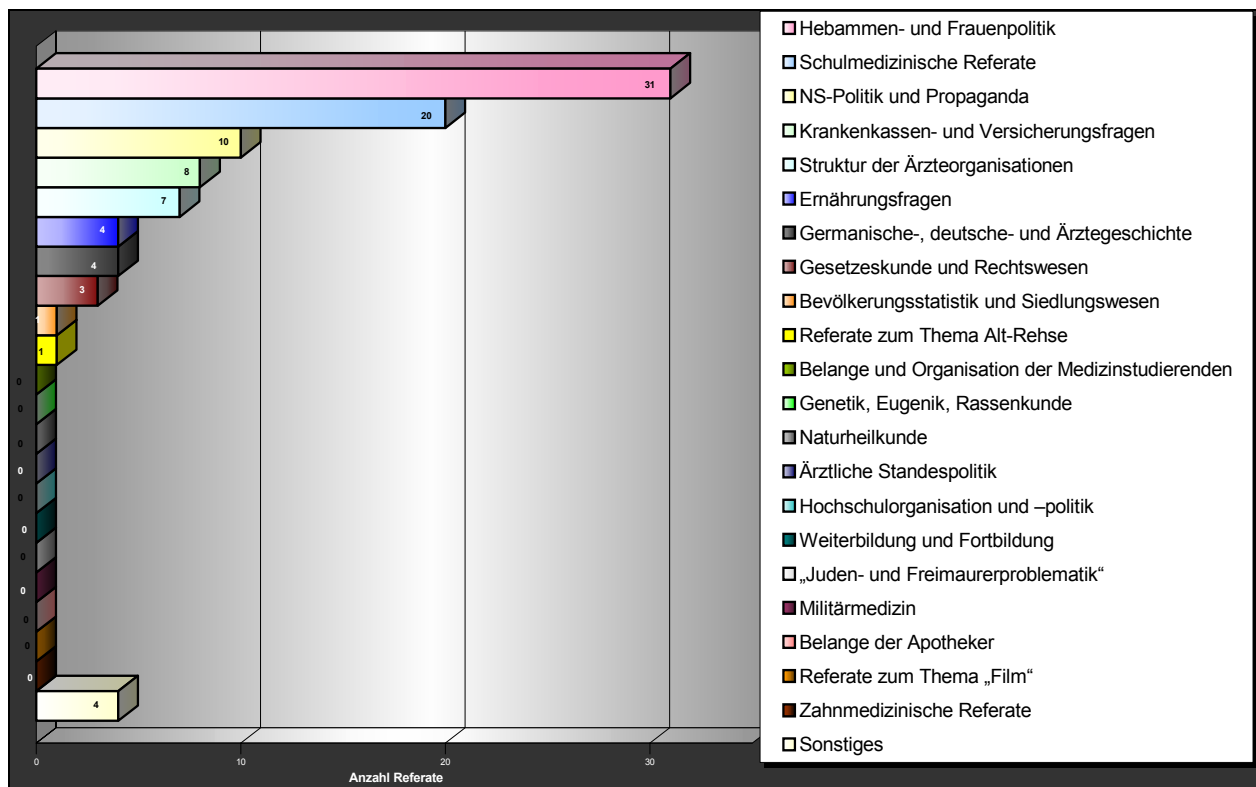 Hebammen- und Frauenpolitik
Schulmedizinische Referate
NS-Politik und Propaganda
Krankenkassen- und Versicherungsfragen
Struktur der Ärzteorganisationen
Ernährungsfragen
Germanische-, deutsche- und Ärztegeschichte
Gesetzeskunde und Rechtswesen
Bevölkerungsstatistik und Siedlungswesen
Referate zum Thema Alt-Rehse
Belange und Organisation der Medizinstudierenden
Genetik, Eugenik, Rassenkunde
Naturheilkunde
Ärztliche Standespolitik
Hochschulorganisation und –politik
Weiterbildung und Fortbildung
„Juden- und Freimaurerproblematik“
Militärmedizin
Belange der Apotheker
Referate zum Thema „Film“
Zahnmedizinische Referate
Sonstiges
31
20
10
8
7
4
4
3
1
1
0
0
0
0
0
0
0
0
0
0
0
4
0 10 20 30
Anzahl Referate